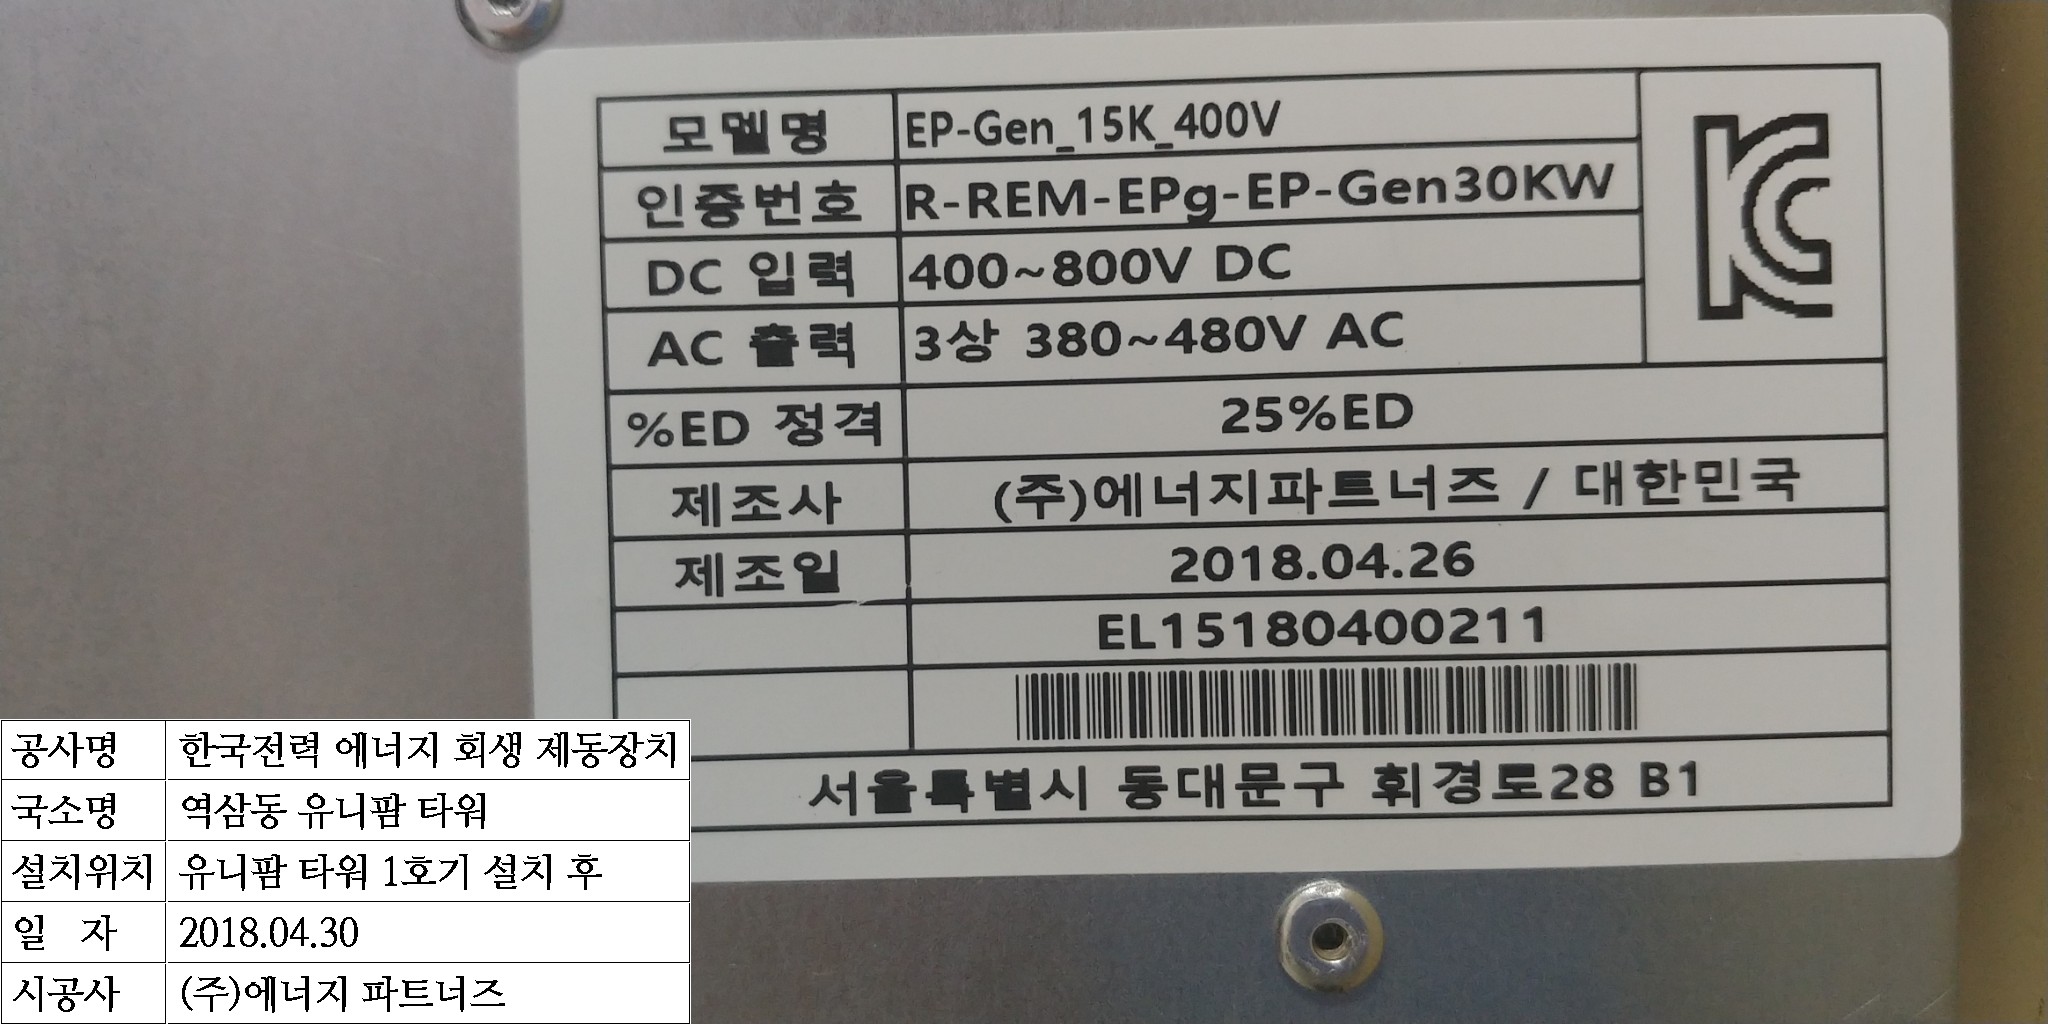 모델명 EP-Gen_15K_400V
인증번호 R-REM-EPg-EP-Gen30KW
DC 입력 400~800V DC
AC 출력 3상 380~480V AC
%ED 정격 25%ED
제조사 (주)에너지파트너즈 / 대한민국
제조일 2018.04.26
EL15180400211
서울특별시 동대문구 휘경로28 B1
공사명 한국전력 에너지 회생 제동장치
국소명 역삼동 유니팜 타워
설치위치 유니팜 타워 1호기 설치 후
일 자 2018.04.30
시공사 (주)에너지 파트너즈